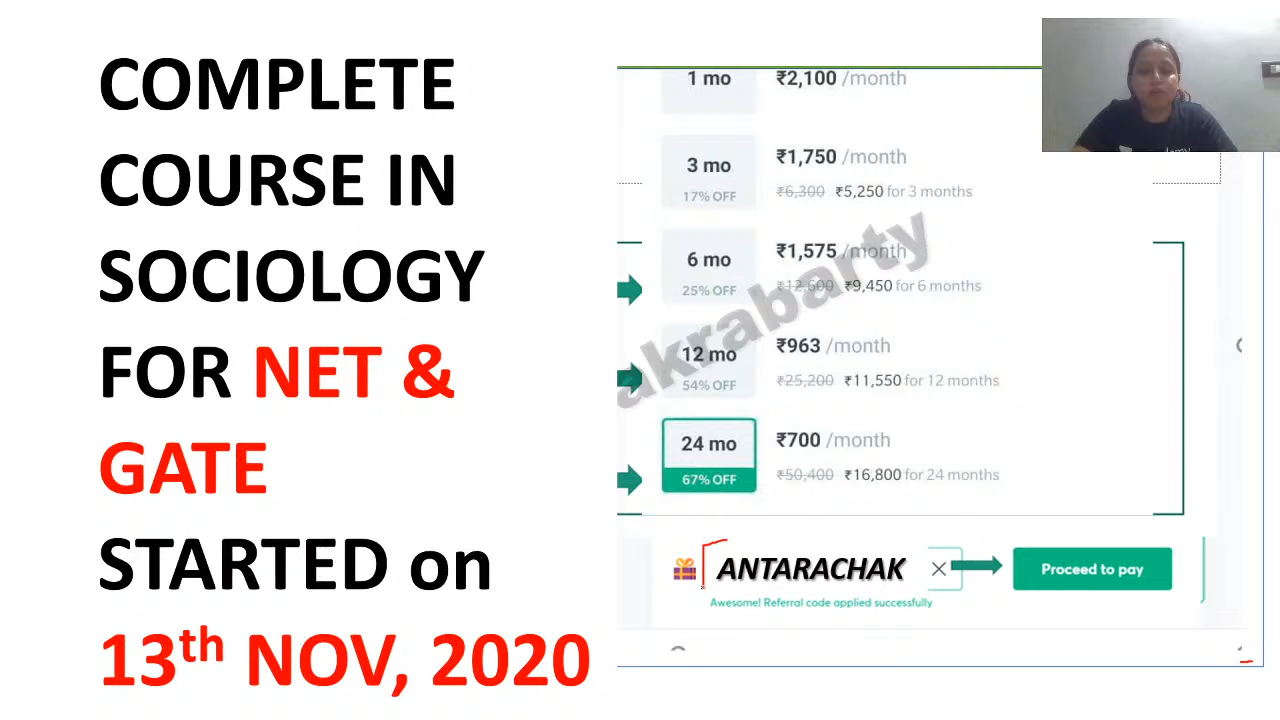 COMPLETE
COURSE IN
SOCIOLOGY
FOR NET &
GATE
STARTED on
13th NOV, 2020
1 mo ₹2,100 /month
3 mo ₹1,750 /month
17% OFF ₹6,300 ₹5,250 for 3 months
6 mo ₹1,575 /month
25% OFF ₹12,600 ₹9,450 for 6 months
12 mo ₹963 /month
54% OFF ₹25,200 ₹11,550 for 12 months
24 mo ₹700 /month
67% OFF ₹50,400 ₹16,800 for 24 months
akrabarty
ANTARACHAK
Proceed to pay
Awesome! Referral code applied successfully